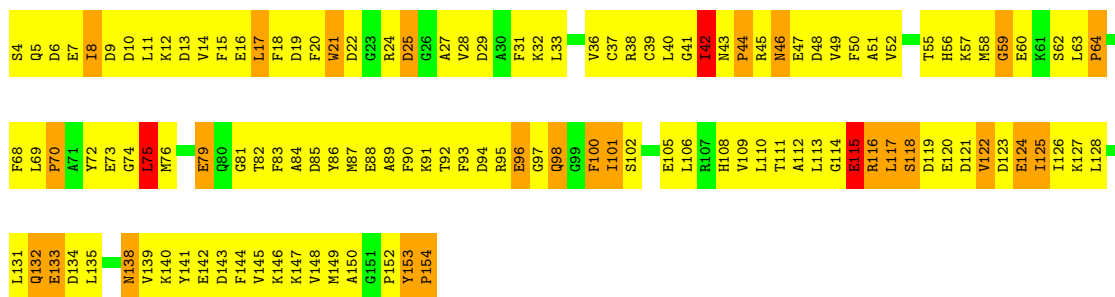 S4 Q5 D6 E7 I8 D9 D10 L11 K12 D13 V14 F15 E16 L17 F18 D19 F20 W21 D22 G23 R24 D25 G26 A27 V28 D29 A30 F31 K32 L33 V36 C37 R38 C39 L40 G41 I42 N43 P44 R45 N46 E47 D48 V49 F50 A51 V52 T55 H56 K57 M58 G59 E60 K61 S62 L63 P64
F68 L69 P70 A71 Y72 E73 G74 L75 M76 E79 Q80 G81 T82 F83 A84 D85 Y86 M87 E88 A89 F90 K91 T92 F93 D94 R95 E96 G97 Q98 G99 F100 I101 S102 E105 L106 R107 H108 V109 L110 T111 A112 L113 G114 E115 R116 L117 S118 D119 E120 D121 V122 D123 E124 I125 I126 K127 L128
L131 Q132 E133 D134 L135 N138 V139 K140 Y141 E142 D143 F144 V145 K146 K147 V148 M149 A150 G151 P152 Y153 P154